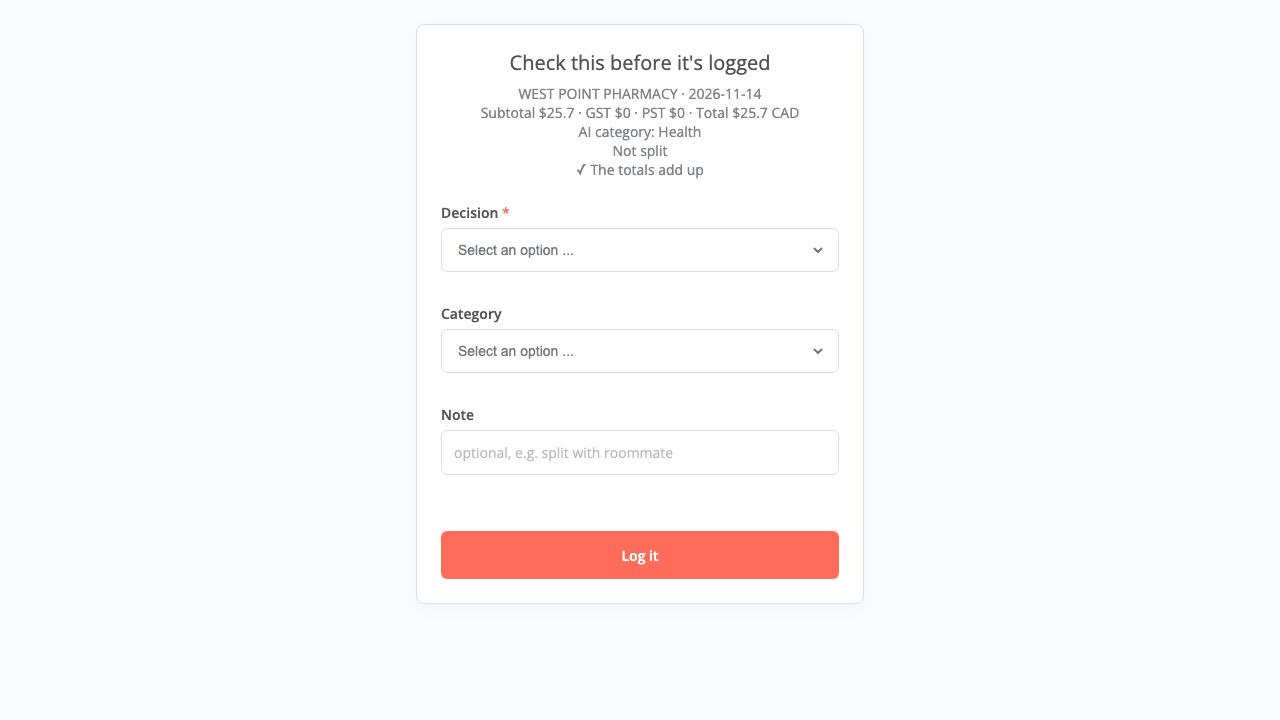 Check this before it's logged
WEST POINT PHARMACY · 2026-11-14
Subtotal $25.7 · GST $0 · PST $0 · Total $25.7 CAD
AI category: Health
Not split
✓ The totals add up
Decision *
Select an option ...
Category
Select an option ...
Note
optional, e.g. split with roommate
Log it